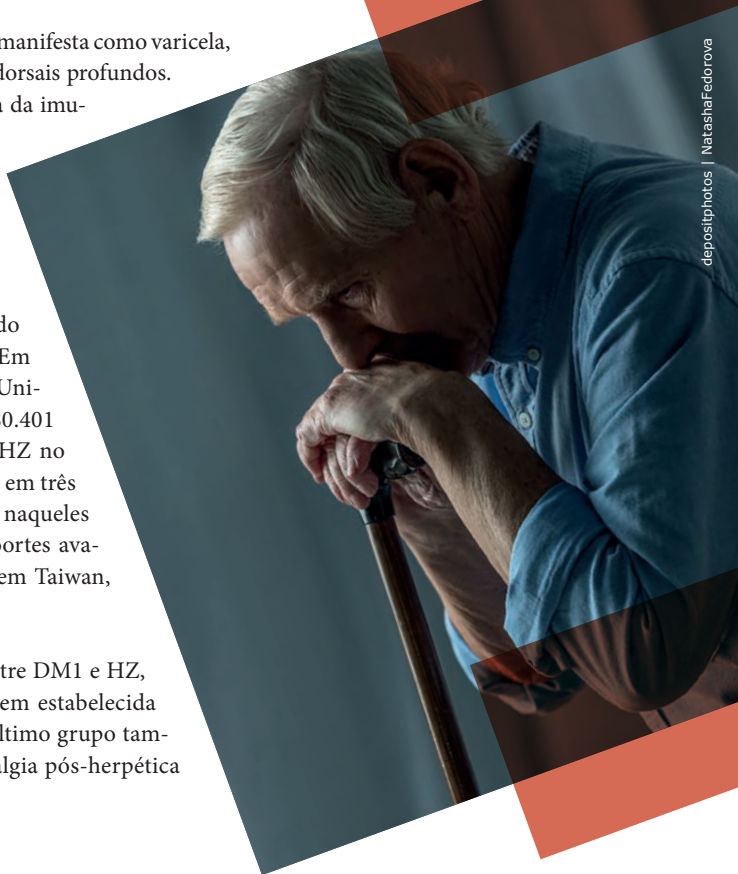 manifesta como varicela,
dorsais profundos.
da imu-
do
Em
Uni-
0.401
HZ no
em três
naqueles
portes ava-
em Taiwan,
tre DM1 e HZ,
em estabelecida
ltimo grupo tam-
lgia pós-herpética
depositphotos | NatashaFedorova